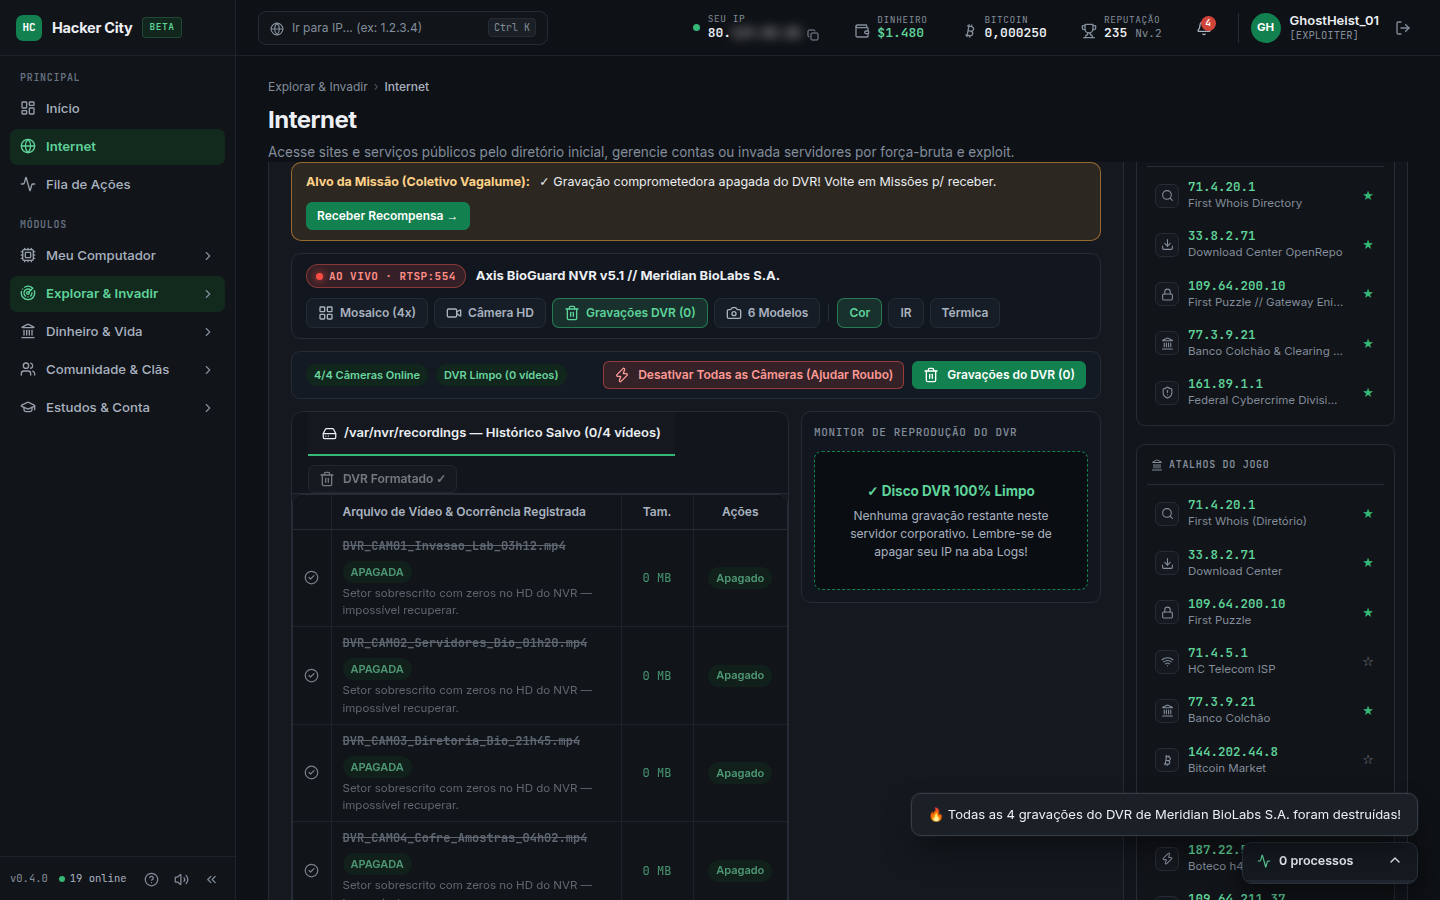 HC Hacker City BETA
Ir para IP... (ex: 1.2.3.4) Ctrl K
SEU IP
80.
DINHEIRO
$1.480
BITCOIN
0,000250
REPUTAÇÃO
235 Nv.2
4
GH
GhostHeist_01
[EXPLOITER]
PRINCIPAL
Início
Internet
Fila de Ações
MÓDULOS
Meu Computador
Explorar & Invadir
Dinheiro & Vida
Comunidade & Clãs
Estudos & Conta
v0.4.0 19 online
Explorar & Invadir › Internet
Internet
Acesse sites e serviços públicos pelo diretório inicial, gerencie contas ou invada servidores por força-bruta e exploit.
Alvo da Missão (Coletivo Vagalume): ✓ Gravação comprometedora apagada do DVR! Volte em Missões p/ receber.
Receber Recompensa →
AO VIVO · RTSP:554 Axis BioGuard NVR v5.1 // Meridian BioLabs S.A.
Mosaico (4x) Câmera HD Gravações DVR (0) 6 Modelos Cor IR Térmica
4/4 Câmeras Online DVR Limpo (0 vídeos) Desativar Todas as Câmeras (Ajudar Roubo) Gravações do DVR (0)
/var/nvr/recordings — Histórico Salvo (0/4 vídeos)
DVR Formatado ✓
Arquivo de Vídeo & Ocorrência Registrada Tam. Ações
DVR_CAM01_Invasao_Lab_03h12.mp4
APAGADA
Setor sobrescrito com zeros no HD do NVR —
impossível recuperar.
0 MB Apagado
DVR_CAM02_Servidores_Bio_01h20.mp4
APAGADA
Setor sobrescrito com zeros no HD do NVR —
impossível recuperar.
0 MB Apagado
DVR_CAM03_Diretoria_Bio_21h45.mp4
APAGADA
Setor sobrescrito com zeros no HD do NVR —
impossível recuperar.
0 MB Apagado
DVR_CAM04_Cofre_Amostras_04h02.mp4
APAGADA
Setor sobrescrito com zeros no HD do NVR —
0 MB Apagado
MONITOR DE REPRODUÇÃO DO DVR
✓ Disco DVR 100% Limpo
Nenhuma gravação restante neste
servidor corporativo. Lembre-se de
apagar seu IP na aba Logs!
71.4.20.1
First Whois Directory
33.8.2.71
Download Center OpenRepo
109.64.200.10
First Puzzle // Gateway Eni...
77.3.9.21
Banco Colchão & Clearing ...
161.89.1.1
Federal Cybercrime Divisi...
ATALHOS DO JOGO
71.4.20.1
First Whois (Diretório)
33.8.2.71
Download Center
109.64.200.10
First Puzzle
71.4.5.1
HC Telecom ISP
77.3.9.21
Banco Colchão
144.202.44.8
Bitcoin Market
🔥 Todas as 4 gravações do DVR de Meridian BioLabs S.A. foram destruídas!
187.22.
Boteco h4
0 processos
109.64.211.37